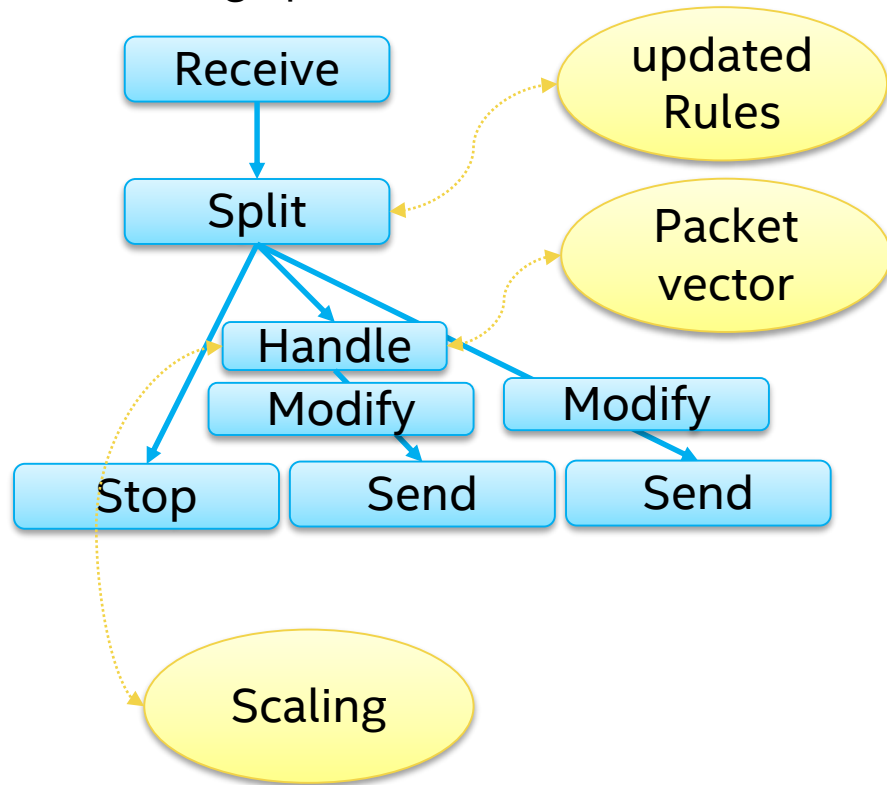 Receive
updated
Rules
Split
Packet
vector
Handle
Modify
Modify
Stop
Send
Send
Scaling